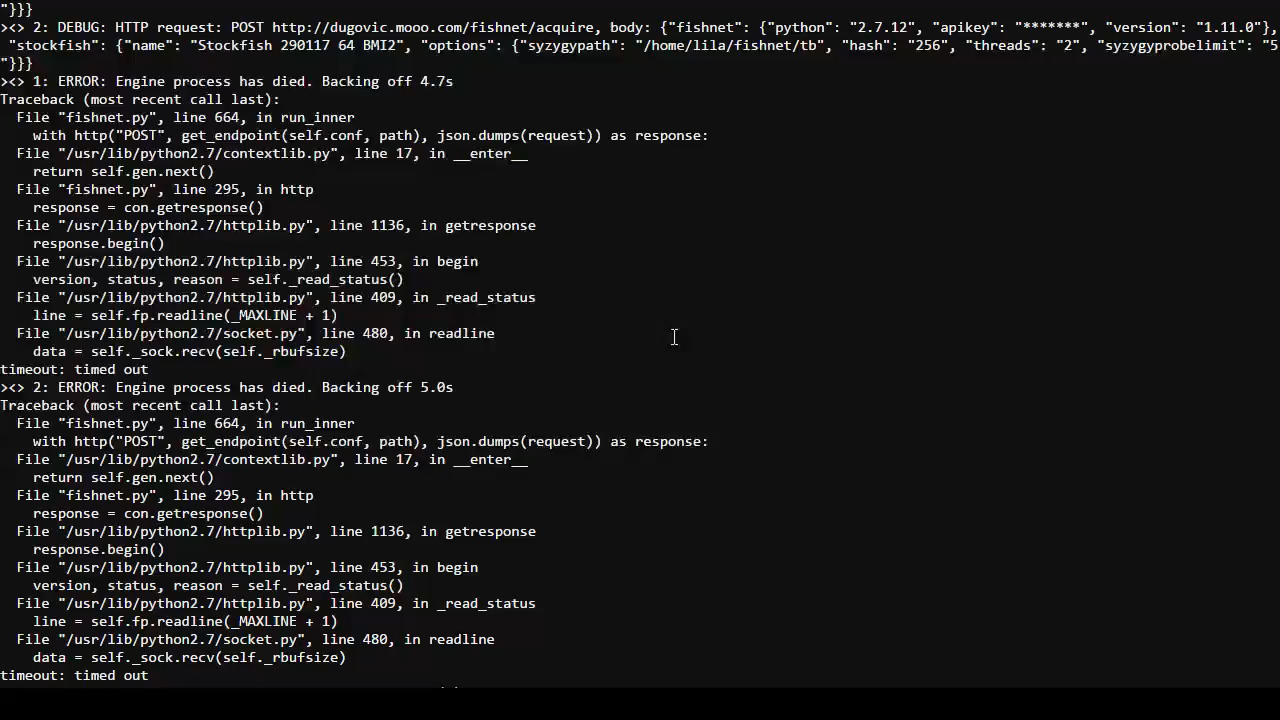 "}}}
><> 2: DEBUG: HTTP request: POST http://dugovic.mooo.com/fishnet/acquire, body: {"fishnet": {"python": "2.7.12", "apikey": "*******", "version": "1.11.0"},
"stockfish": {"name": "Stockfish 290117 64 BMI2", "options": {"syzygypath": "/home/lila/fishnet/tb", "hash": "256", "threads": "2", "syzygyprobelimit": "5
"}}}
><> 1: ERROR: Engine process has died. Backing off 4.7s
Traceback (most recent call last):
  File "fishnet.py", line 664, in run_inner
    with http("POST", get_endpoint(self.conf, path), json.dumps(request)) as response:
  File "/usr/lib/python2.7/contextlib.py", line 17, in __enter__
    return self.gen.next()
  File "fishnet.py", line 295, in http
    response = con.getresponse()
  File "/usr/lib/python2.7/httplib.py", line 1136, in getresponse
    response.begin()
  File "/usr/lib/python2.7/httplib.py", line 453, in begin
    version, status, reason = self._read_status()
  File "/usr/lib/python2.7/httplib.py", line 409, in _read_status
    line = self.fp.readline(_MAXLINE + 1)
  File "/usr/lib/python2.7/socket.py", line 480, in readline
    data = self._sock.recv(self._rbufsize)
timeout: timed out
><> 2: ERROR: Engine process has died. Backing off 5.0s
Traceback (most recent call last):
  File "fishnet.py", line 664, in run_inner
    with http("POST", get_endpoint(self.conf, path), json.dumps(request)) as response:
  File "/usr/lib/python2.7/contextlib.py", line 17, in __enter__
    return self.gen.next()
  File "fishnet.py", line 295, in http
    response = con.getresponse()
  File "/usr/lib/python2.7/httplib.py", line 1136, in getresponse
    response.begin()
  File "/usr/lib/python2.7/httplib.py", line 453, in begin
    version, status, reason = self._read_status()
  File "/usr/lib/python2.7/httplib.py", line 409, in _read_status
    line = self.fp.readline(_MAXLINE + 1)
  File "/usr/lib/python2.7/socket.py", line 480, in readline
    data = self._sock.recv(self._rbufsize)
timeout: timed out